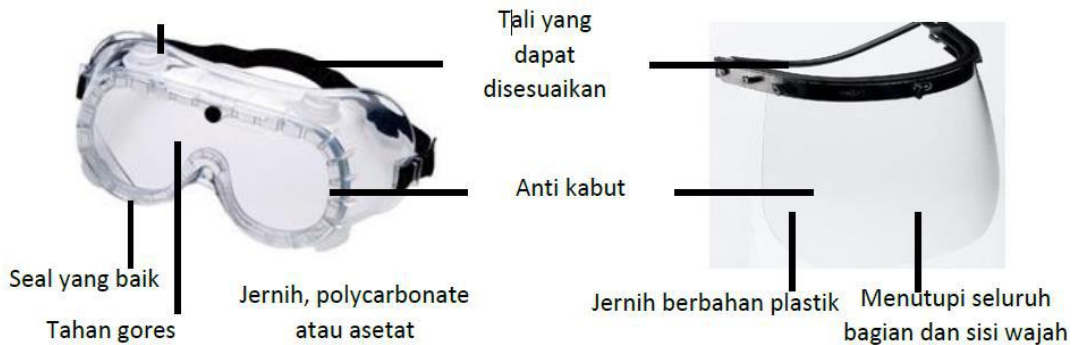 Tali yang
dapat
disesuaikan
Anti kabut
Seal yang baik
Tahan gores
Jernih, polycarbonate
atau asetat
Jernih berbahan plastik
Menutupi seluruh
bagian dan sisi wajah